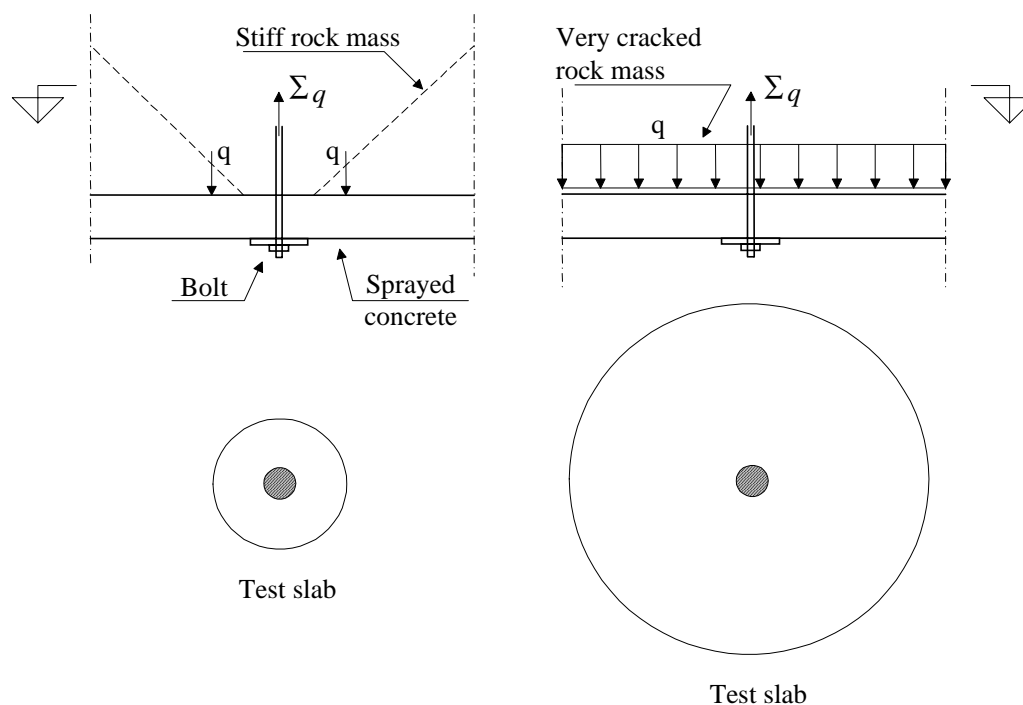 Stiff rock mass
Σq
q
q
Bolt
Sprayed
concrete
Test slab
Very cracked
rock mass
Σq
q
Test slab